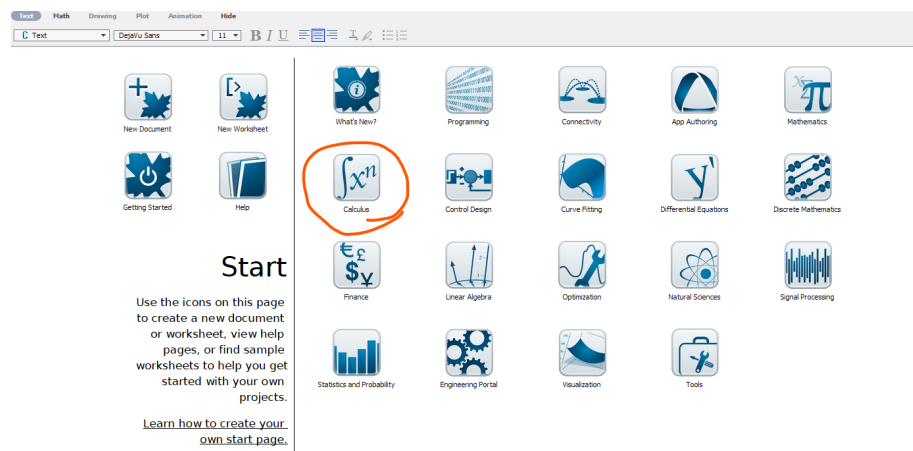 Text Math Drawing Plot Animation Hide
C Text DejaVu Sans 11 B I U
New Document New Worksheet What's New? Programming Connectivity App Authoring Mathematics
Getting Started Help Calculus Control Design Curve Fitting Differential Equations Discrete Mathematics
Finance Linear Algebra Optimization Natural Sciences Signal Processing
Statistics and Probability Engineering Portal Visualization Tools
Start
Use the icons on this page
to create a new document
or worksheet, view help
pages, or find sample
worksheets to help you get
started with your own
projects.
Learn how to create your
own start page.